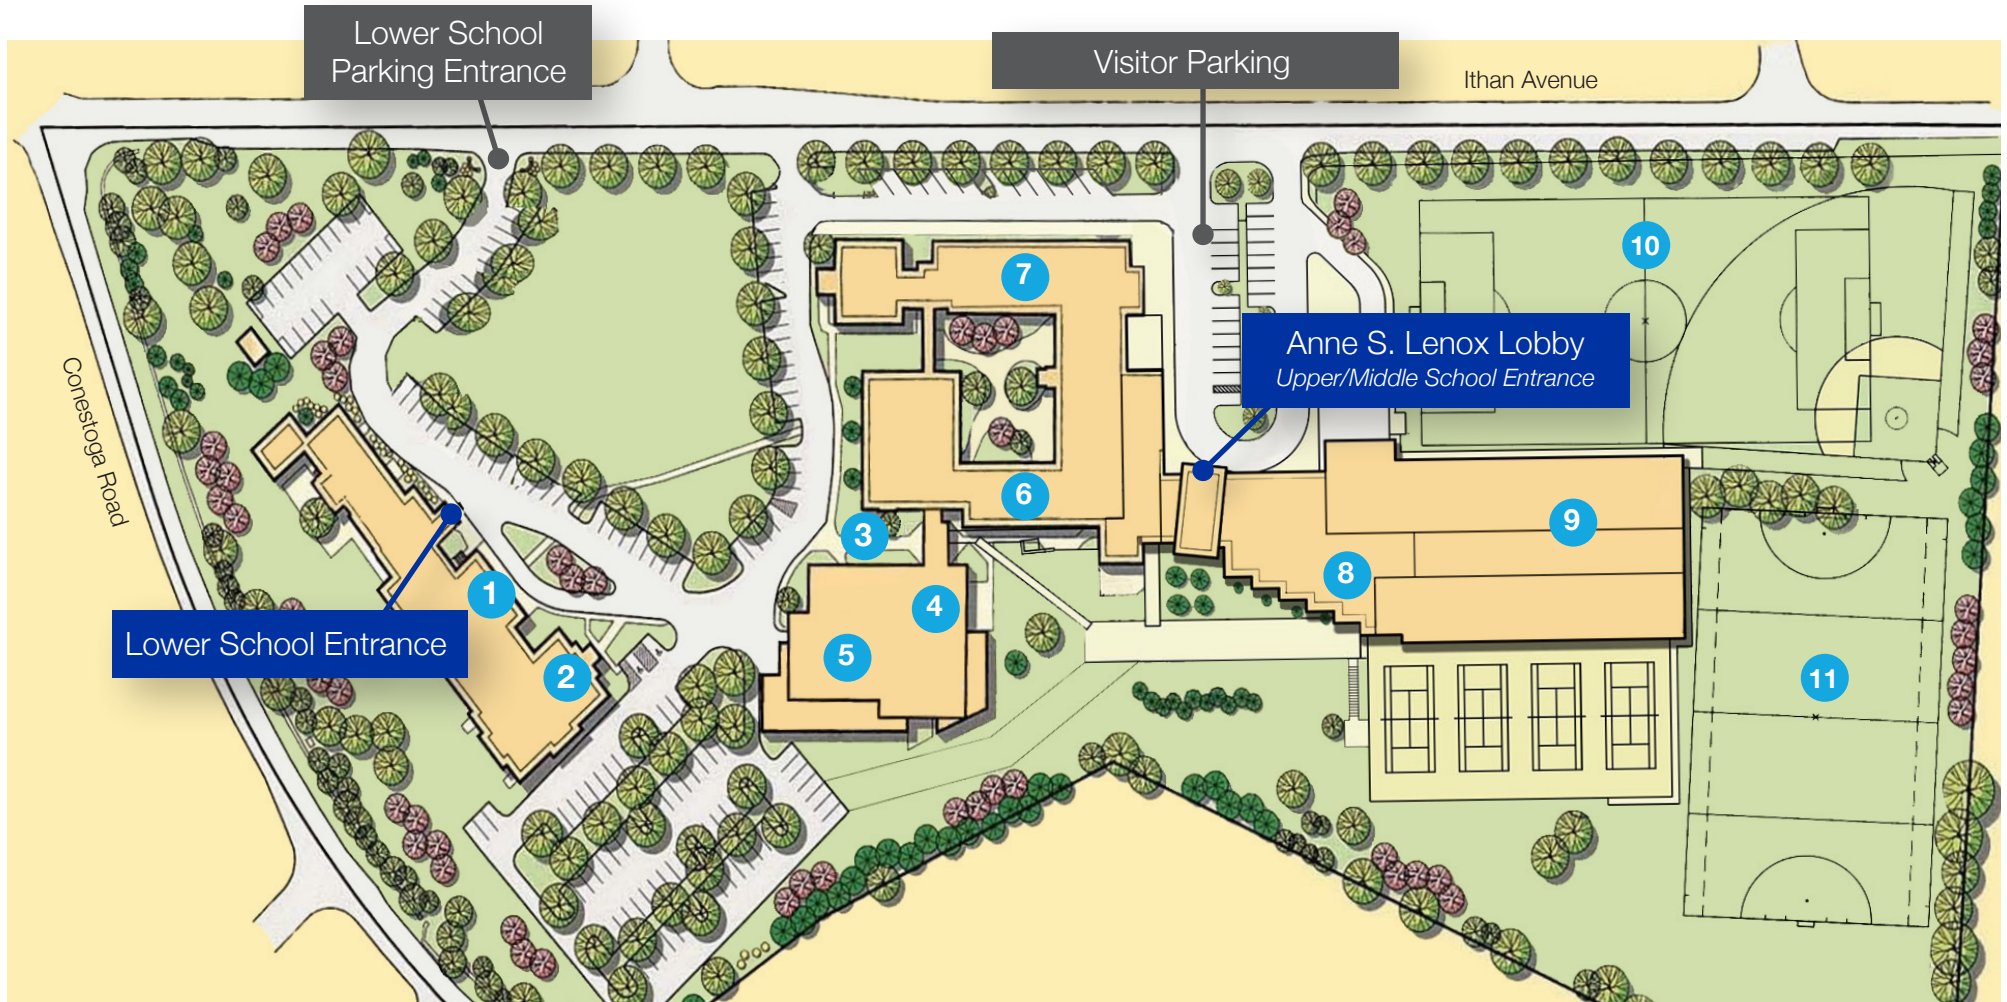 Lower School
Parking Entrance
Visitor Parking
Ithan Avenue
10
7
Anne S. Lenox Lobby
Upper/Middle School Entrance
Conestoga Road
6
9
3
8
1
4
Lower School Entrance
5
2
11